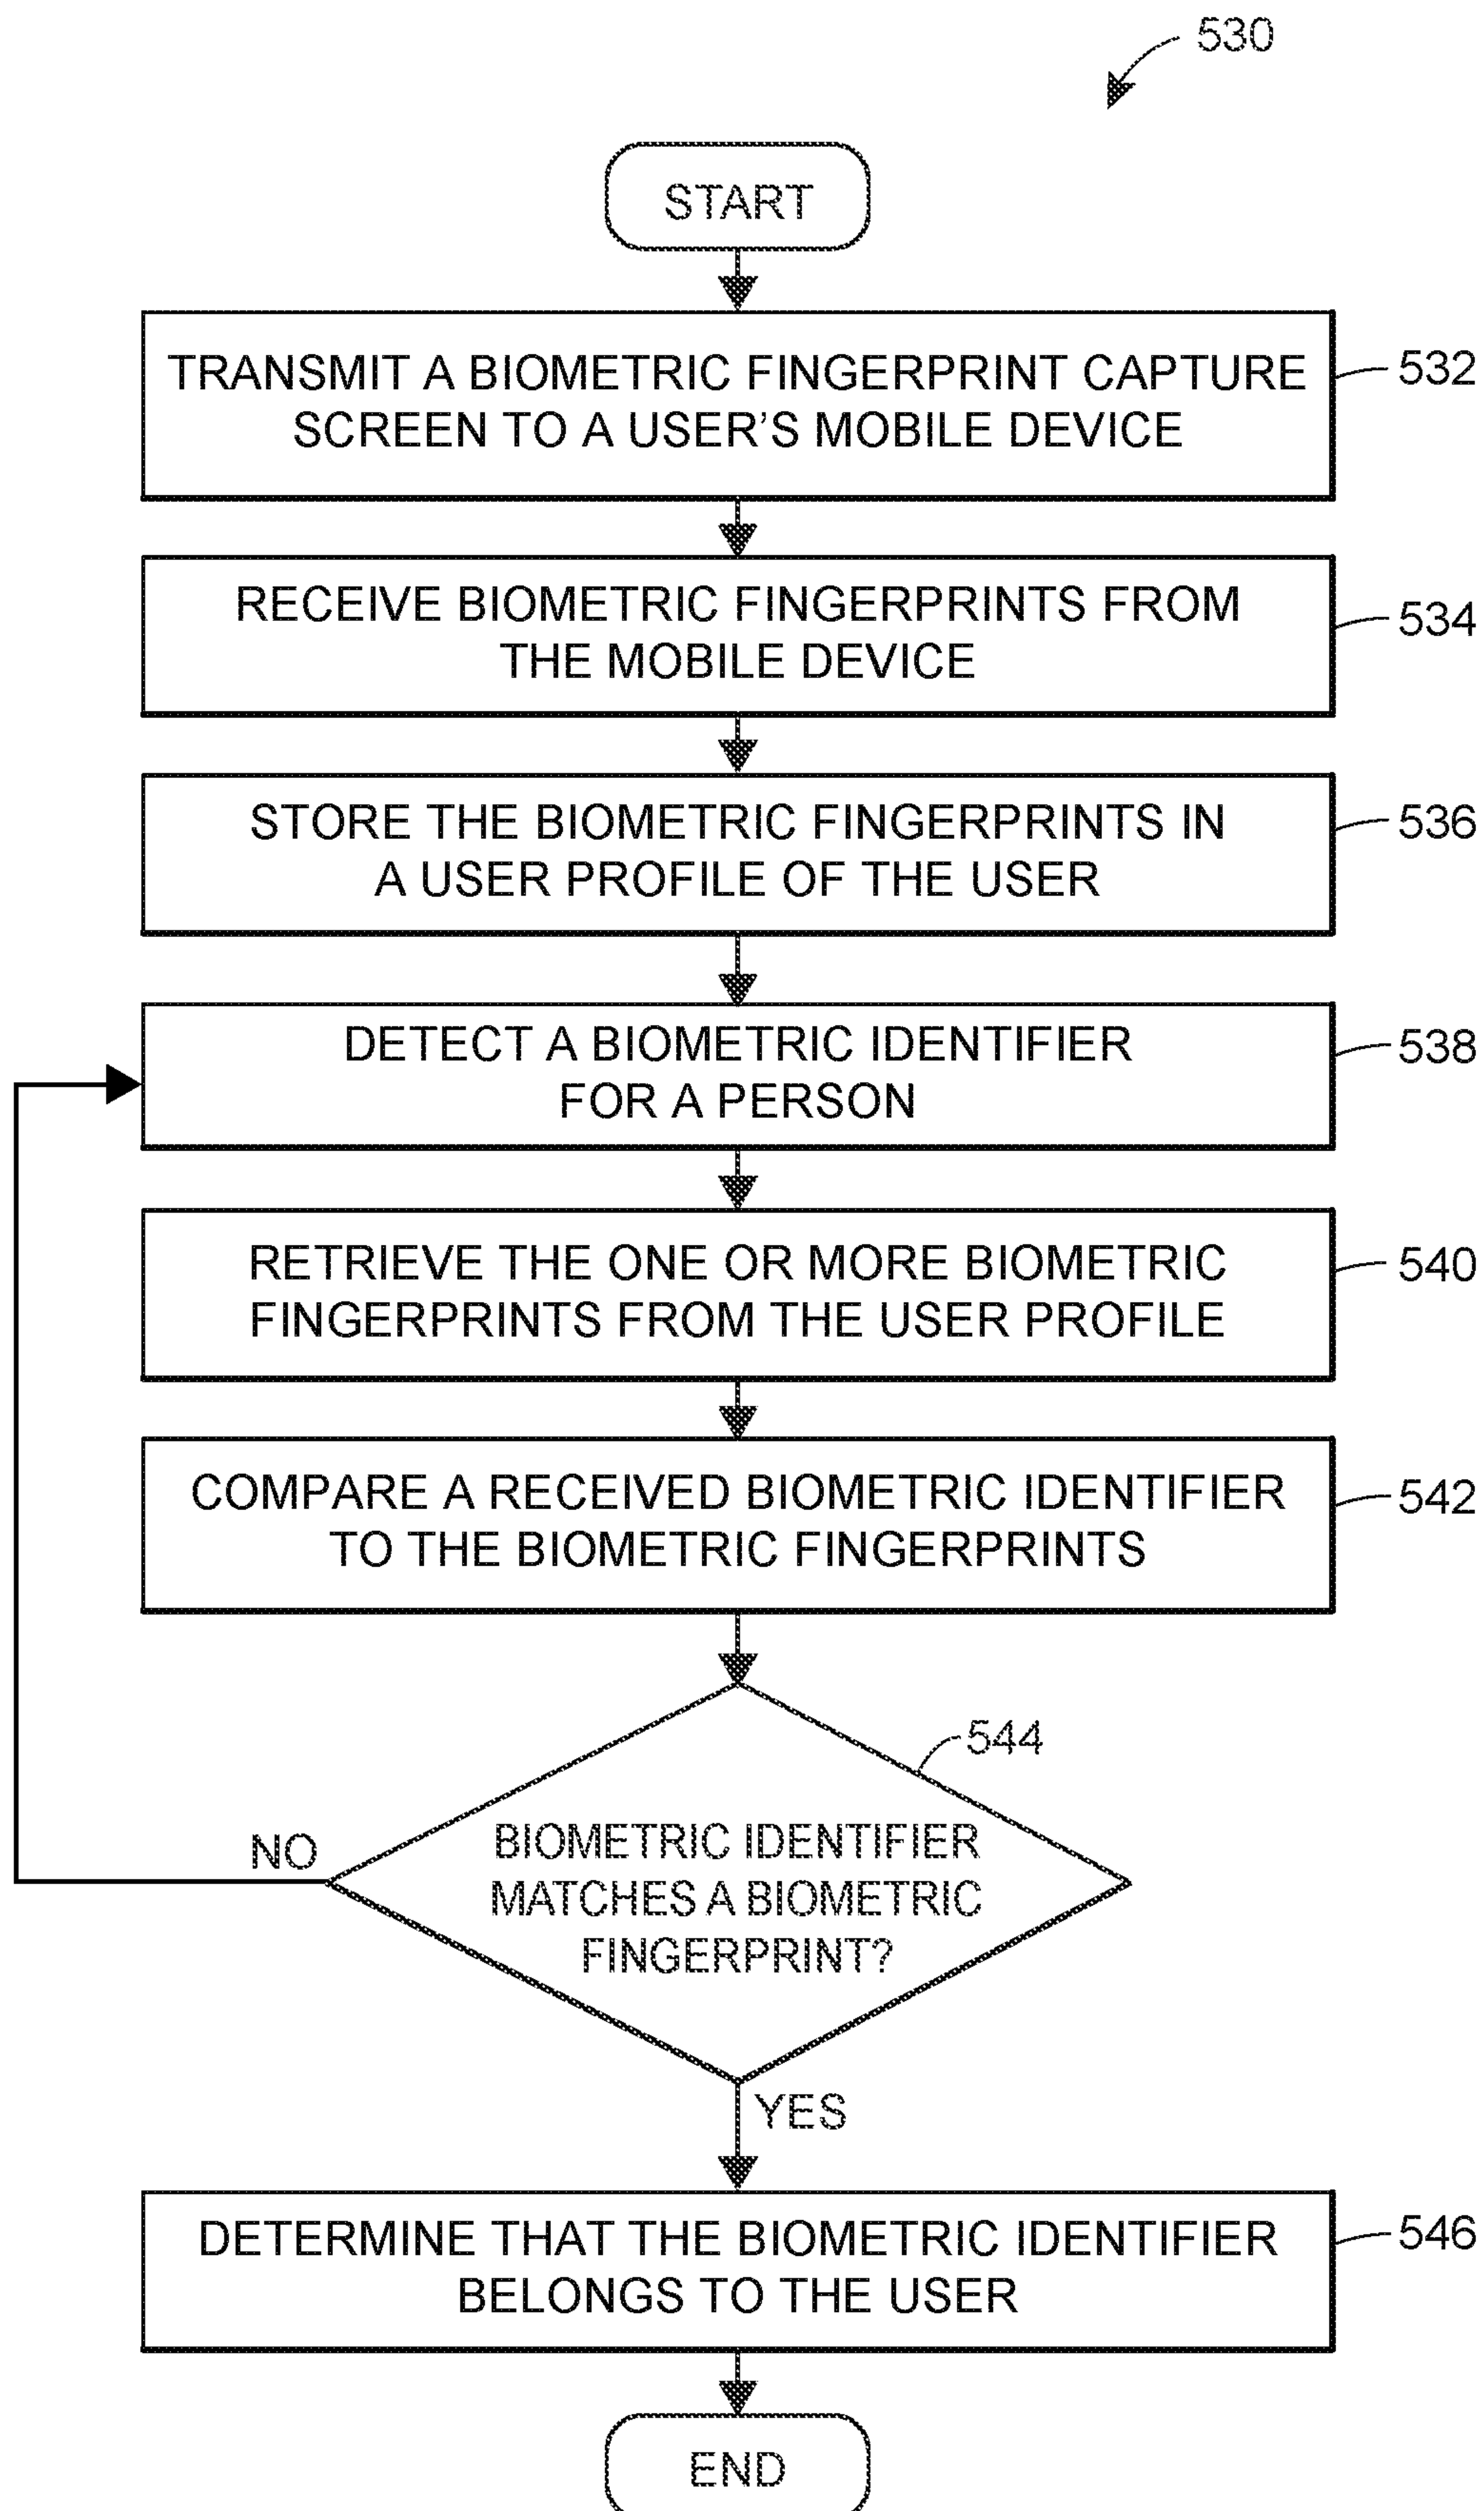 530
START
TRANSMIT A BIOMETRIC FINGERPRINT CAPTURE
SCREEN TO A USER'S MOBILE DEVICE
532
RECEIVE BIOMETRIC FINGERPRINTS FROM
THE MOBILE DEVICE
534
STORE THE BIOMETRIC FINGERPRINTS IN
A USER PROFILE OF THE USER
536
DETECT A BIOMETRIC IDENTIFIER
FOR A PERSON
538
RETRIEVE THE ONE OR MORE BIOMETRIC
FINGERPRINTS FROM THE USER PROFILE
540
COMPARE A RECEIVED BIOMETRIC IDENTIFIER
TO THE BIOMETRIC FINGERPRINTS
542
544
BIOMETRIC IDENTIFIER
MATCHES A BIOMETRIC
FINGERPRINT?
NO
YES
DETERMINE THAT THE BIOMETRIC IDENTIFIER
BELONGS TO THE USER
546
END